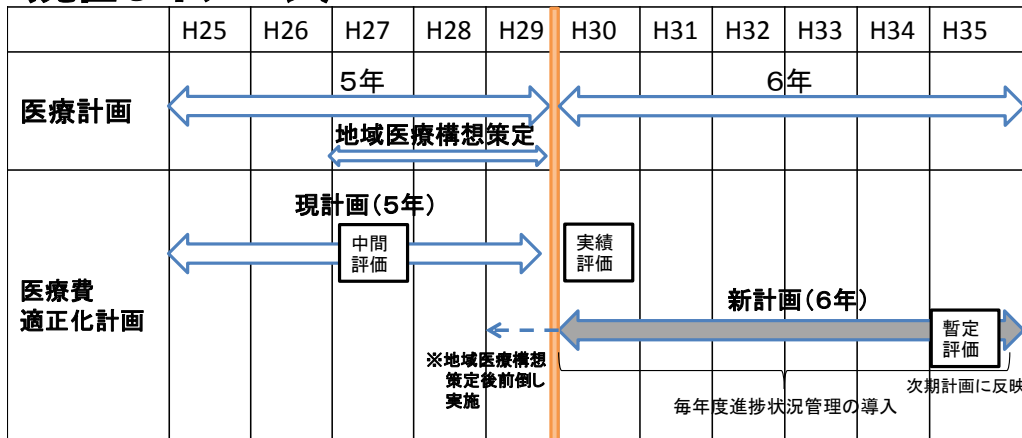 H25 H26 H27 H28 H29 H30 H31 H32 H33 H34 H35
医療計画
5年
6年
地域医療構想策定
医療費
適正化計画
現計画(5年)
中間
評価
実績
評価
新計画(6年)
暫定
評価
※地域医療構想
策定後前倒し
実施
次期計画に反映
毎年度進捗状況管理の導入